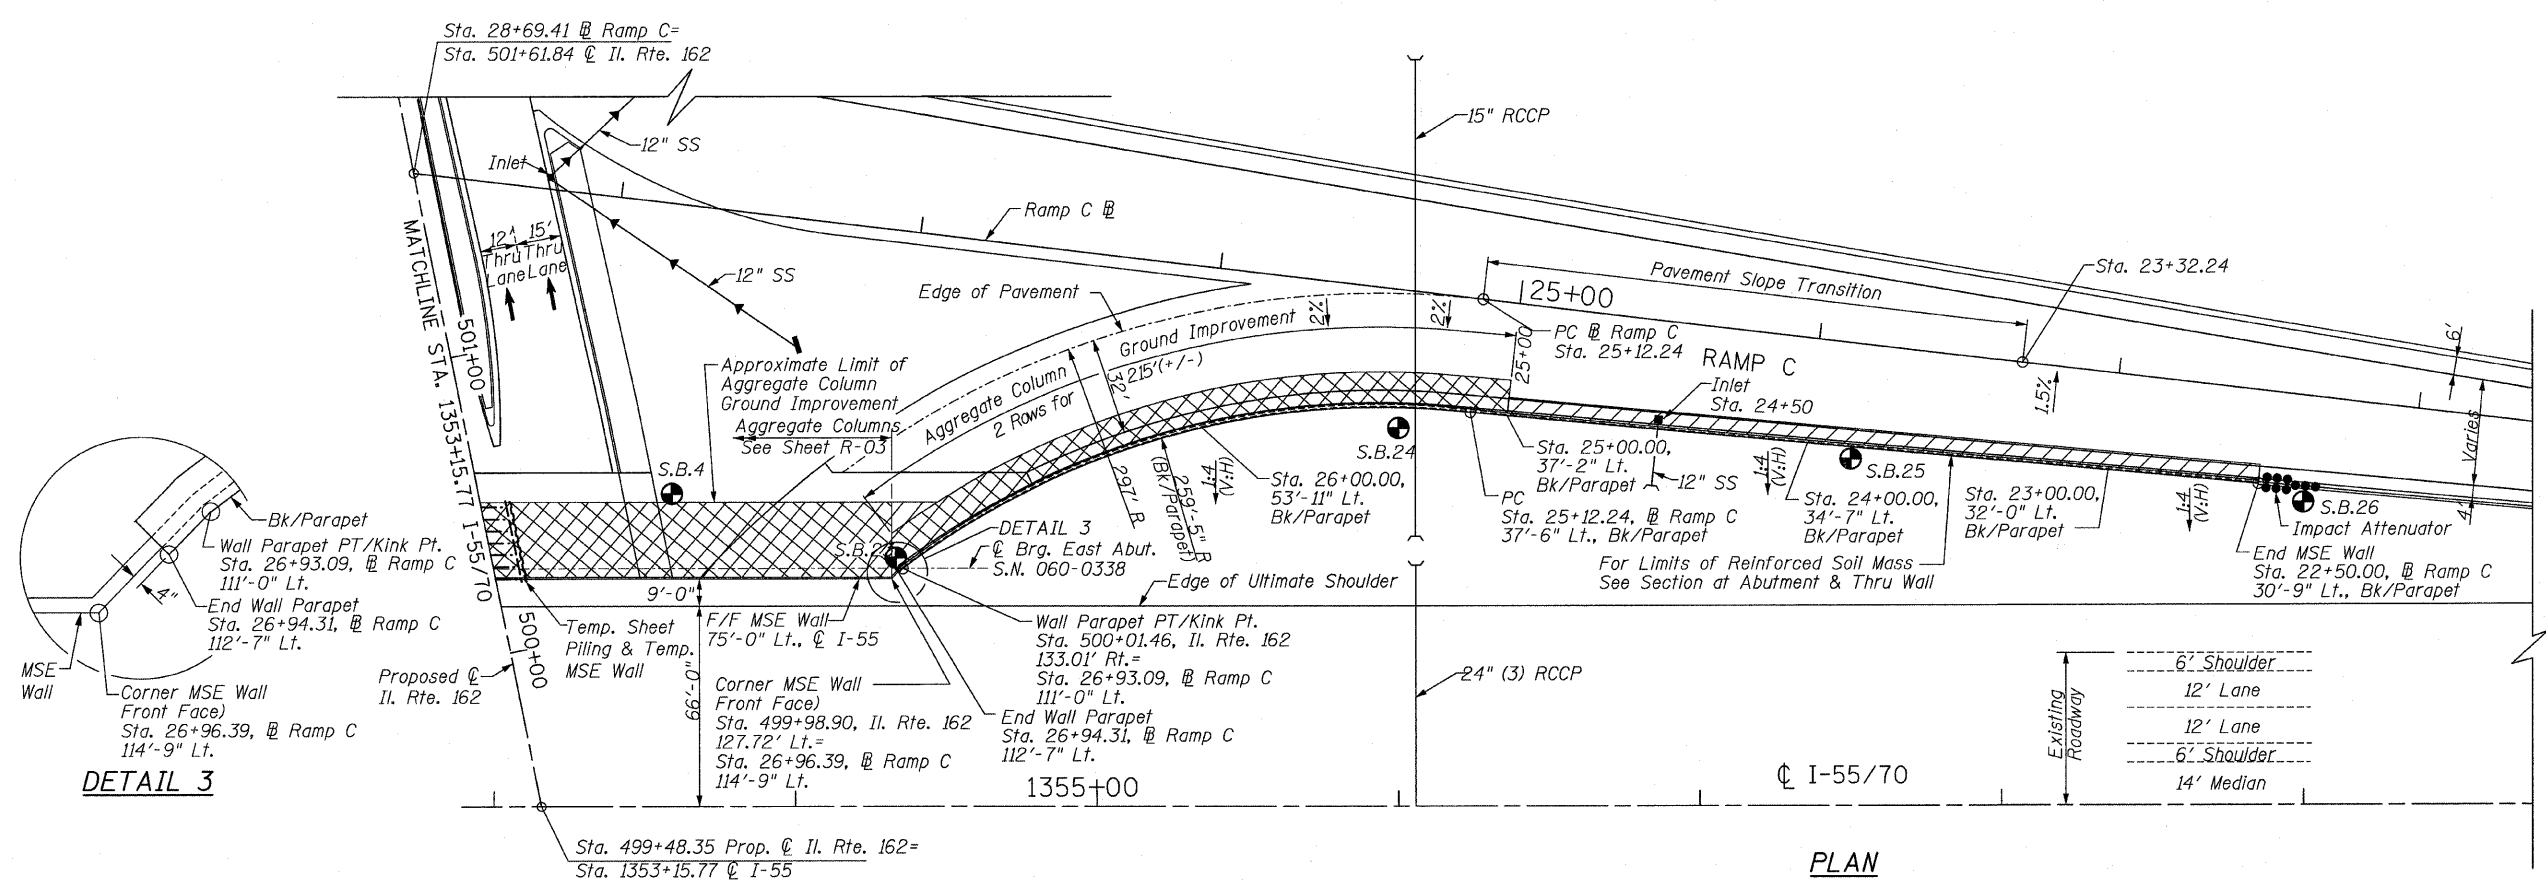 Sta. 28+69.41 ℄ Ramp C=
Sta. 501+61.84 ℄ Il. Rte. 162
15" RCCP
12" SS
Inlet
MATCHLINE STA. 1353+15.77 I-55/70
12'
15'
Thru Lane
Thru Lane
501+00
12" SS
Ramp C
Edge of Pavement
Pavement Slope Transition
Sta. 23+32.24
25+00
PC Ramp C
Sta. 25+12.24
RAMP C
Inlet
Sta. 24+50
1.5%
6'
Varies
4'
2%
2%
Ground Improvement
Aggregate Column
215'(+/-)
2 Rows for
32'
25+00
Approximate Limit of
Aggregate Column
Ground Improvement
Aggregate Columns
See Sheet R-03
297' R
259'-5" R
(Bk/Parapet)
1:4
(V:H)
Sta. 26+00.00,
53'-11" Lt.
Bk/Parapet
S.B.4
S.B.24
S.B.25
S.B.26
Sta. 25+00.00,
37'-2" Lt.
Bk/Parapet
12" SS
PC
Sta. 25+12.24, Ramp C
37'-6" Lt., Bk/Parapet
1:4
(V:H)
Sta. 24+00.00,
34'-7" Lt.
Bk/Parapet
Sta. 23+00.00,
32'-0" Lt.
Bk/Parapet
1:4
(V:H)
Impact Attenuator
End MSE Wall
Sta. 22+50.00, Ramp C
30'-9" Lt., Bk/Parapet
For Limits of Reinforced Soil Mass
See Section at Abutment & Thru Wall
DETAIL 3
℄ Brg. East Abut.
S.N. 060-0338
Edge of Ultimate Shoulder
9'-0"
66'-0"
F/F MSE Wall
75'-0" Lt., ℄ I-55
Temp. Sheet
Piling & Temp.
MSE Wall
500+00
Proposed ℄
Il. Rte. 162
Corner MSE Wall
Front Face)
Sta. 499+98.90, Il. Rte. 162
127.72' Lt.=
Sta. 26+96.39, Ramp C
114'-9" Lt.
Wall Parapet PT/Kink Pt.
Sta. 500+01.46, Il. Rte. 162
133.01' Rt.=
Sta. 26+93.09, Ramp C
111'-0" Lt.
End Wall Parapet
Sta. 26+94.31, Ramp C
112'-7" Lt.
24" (3) RCCP
Existing
Roadway
6' Shoulder
12' Lane
12' Lane
6' Shoulder
14' Median
1355+00
℄ I-55/70
Sta. 499+48.35 Prop. ℄ Il. Rte. 162=
Sta. 1353+15.77 ℄ I-55
Bk/Parapet
Wall Parapet PT/Kink Pt.
Sta. 26+93.09, Ramp C
111'-0" Lt.
4"
End Wall Parapet
Sta. 26+94.31, Ramp C
112'-7" Lt.
MSE
Wall
Corner MSE Wall
Front Face)
Sta. 26+96.39, Ramp C
114'-9" Lt.
DETAIL 3
PLAN